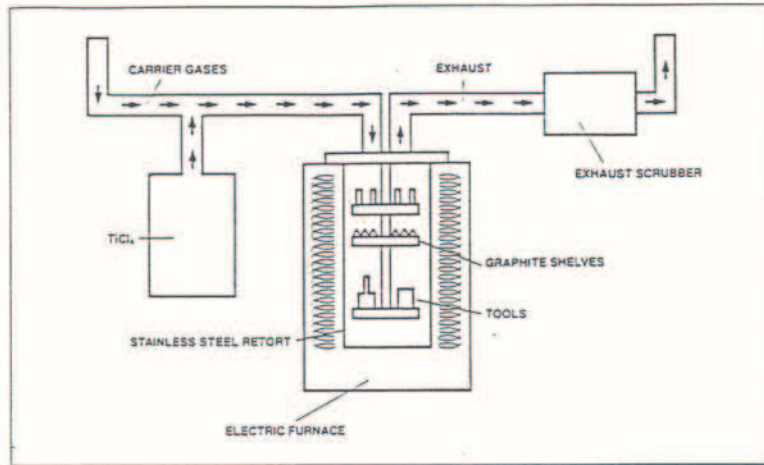 CARRIER GASES
EXHAUST
EXHAUST SCRUBBER
TiCl₄
GRAPHITE SHELVES
TOOLS
STAINLESS STEEL RETORT
ELECTRIC FURNACE